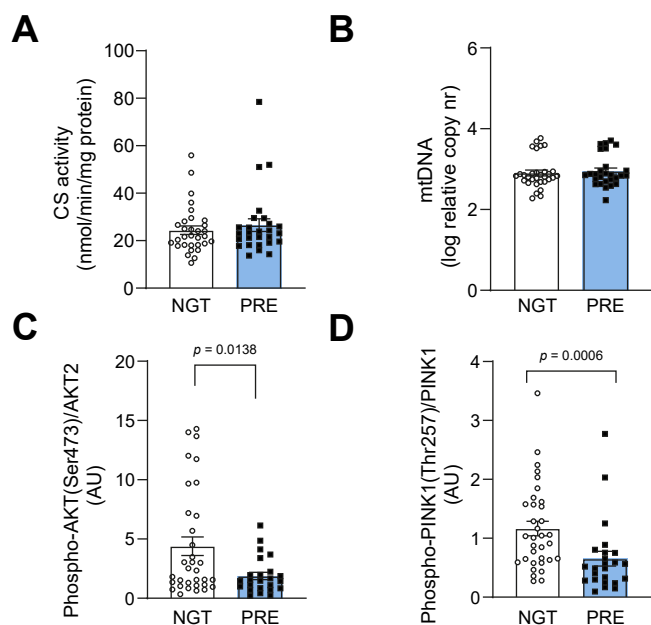 A
CS activity
(nmol/min/mg protein)
100
80
60
40
20
0
NGT PRE
B
mtDNA
(log relative copy nr)
6
4
2
0
NGT PRE
C
Phospho-AKT(Ser473)/AKT2
(AU)
20
15
10
5
0
p = 0.0138
NGT PRE
D
Phospho-PINK1(Thr257)/PINK1
(AU)
4
3
2
1
0
p = 0.0006
NGT PRE